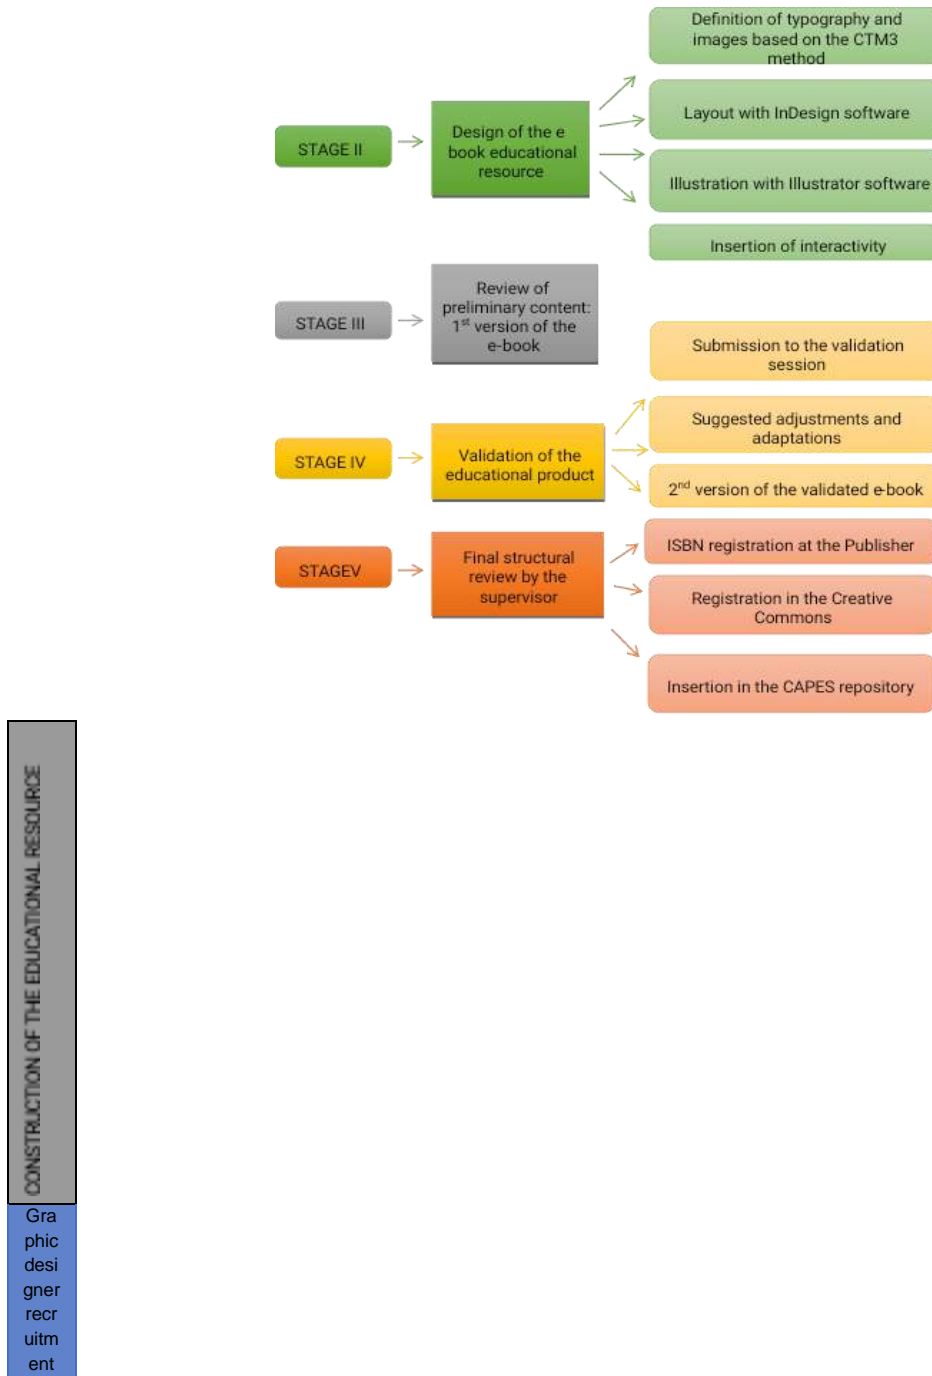 Definition of typography and
images based on the CTM3
method
Layout with InDesign software
STAGE II
Design of the e
book educational
resource
Illustration with Illustrator software
Insertion of interactivity
STAGE III
Review of
preliminary content:
1st version of the
e-book
Submission to the validation
session
STAGE IV
Validation of the
educational product
Suggested adjustments and
adaptations
2nd version of the validated e-book
STAGEV
Final structural
review by the
supervisor
ISBN registration at the Publisher
Registration in the Creative
Commons
Insertion in the CAPES repository
CONSTRUCTION OF THE EDUCATIONAL RESOURCE
Gra
phic
desi
gner
recr
uitm
ent